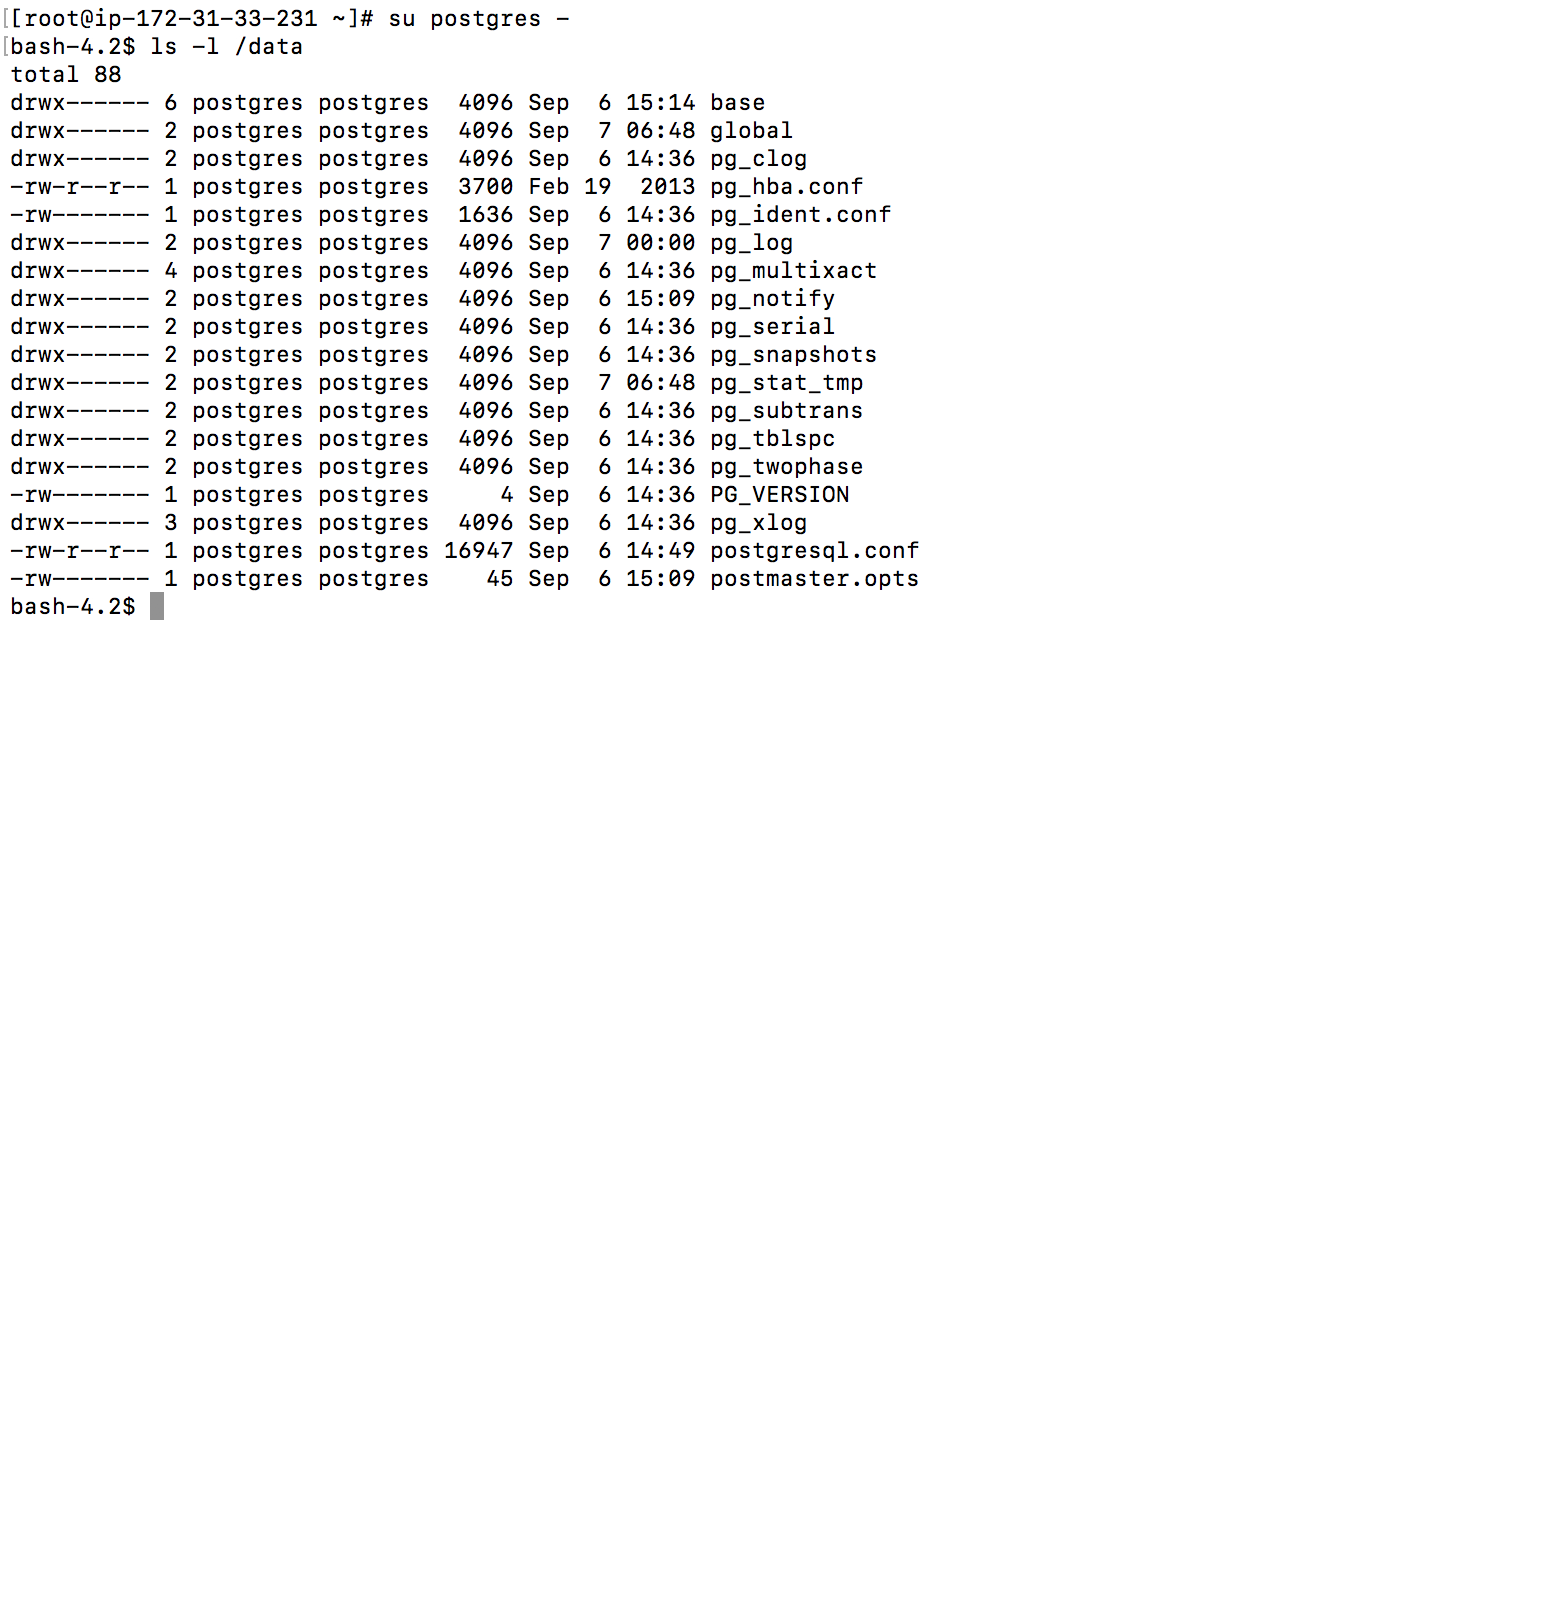 [[root@ip-172-31-33-231 ~]# su postgres -
[bash-4.2$ ls -l /data
total 88
drwx------ 6 postgres postgres  4096 Sep  6 15:14 base
drwx------ 2 postgres postgres  4096 Sep  7 06:48 global
drwx------ 2 postgres postgres  4096 Sep  6 14:36 pg_clog
-rw-r--r-- 1 postgres postgres  3700 Feb 19  2013 pg_hba.conf
-rw------- 1 postgres postgres  1636 Sep  6 14:36 pg_ident.conf
drwx------ 2 postgres postgres  4096 Sep  7 00:00 pg_log
drwx------ 4 postgres postgres  4096 Sep  6 14:36 pg_multixact
drwx------ 2 postgres postgres  4096 Sep  6 15:09 pg_notify
drwx------ 2 postgres postgres  4096 Sep  6 14:36 pg_serial
drwx------ 2 postgres postgres  4096 Sep  6 14:36 pg_snapshots
drwx------ 2 postgres postgres  4096 Sep  7 06:48 pg_stat_tmp
drwx------ 2 postgres postgres  4096 Sep  6 14:36 pg_subtrans
drwx------ 2 postgres postgres  4096 Sep  6 14:36 pg_tblspc
drwx------ 2 postgres postgres  4096 Sep  6 14:36 pg_twophase
-rw------- 1 postgres postgres     4 Sep  6 14:36 PG_VERSION
drwx------ 3 postgres postgres  4096 Sep  6 14:36 pg_xlog
-rw-r--r-- 1 postgres postgres 16947 Sep  6 14:49 postgresql.conf
-rw------- 1 postgres postgres    45 Sep  6 15:09 postmaster.opts
bash-4.2$